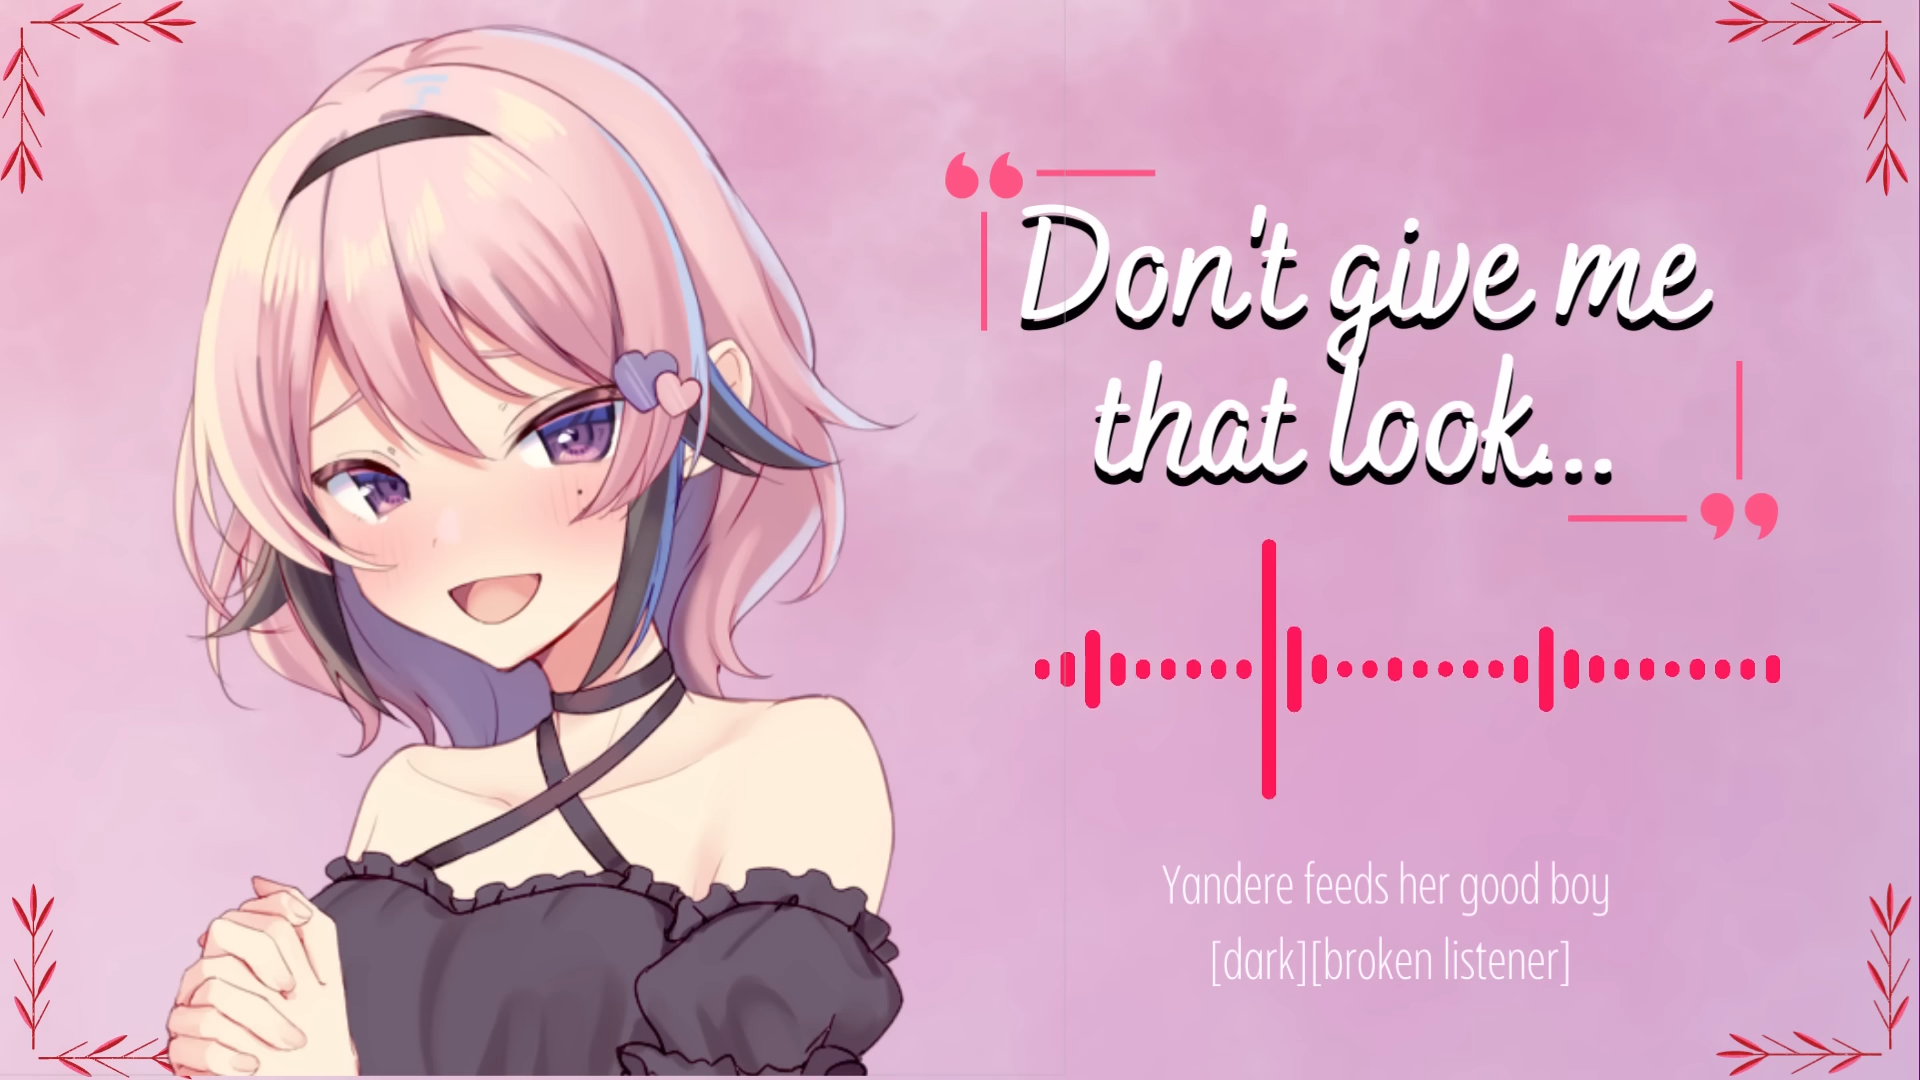 Don't give me
that look...
Yandere feeds her good boy
[dark][broken listener]